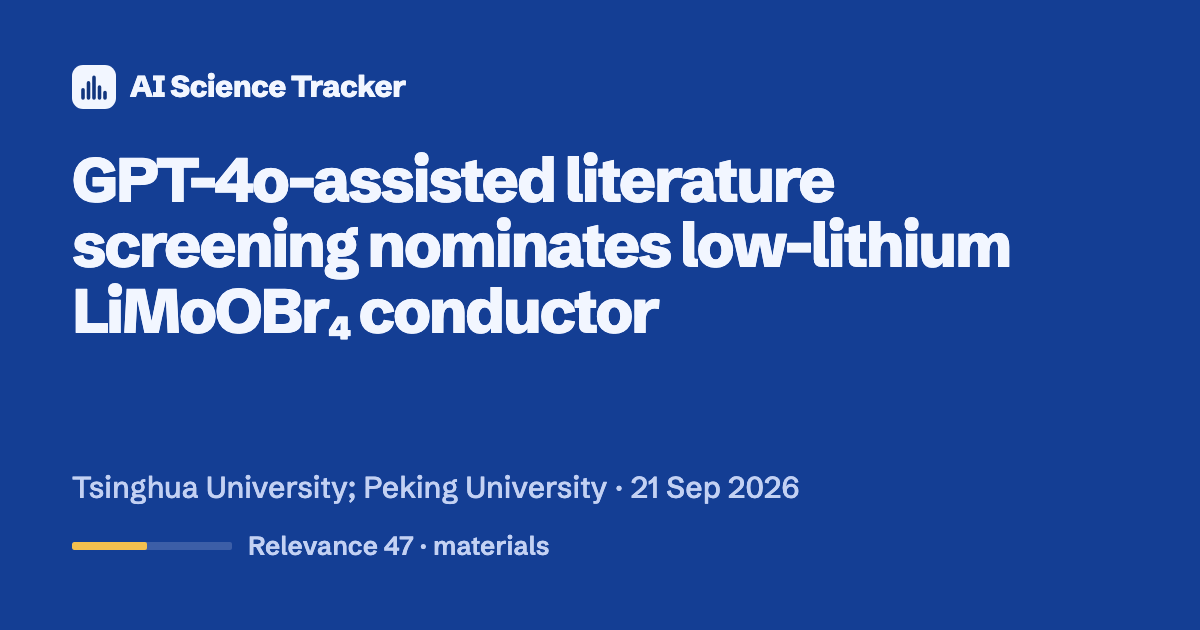 AI Science Tracker
GPT-4o-assisted literature
screening nominates low-lithium
LiMoOBr₄ conductor
Tsinghua University; Peking University · 21 Sep 2026
Relevance 47 · materials